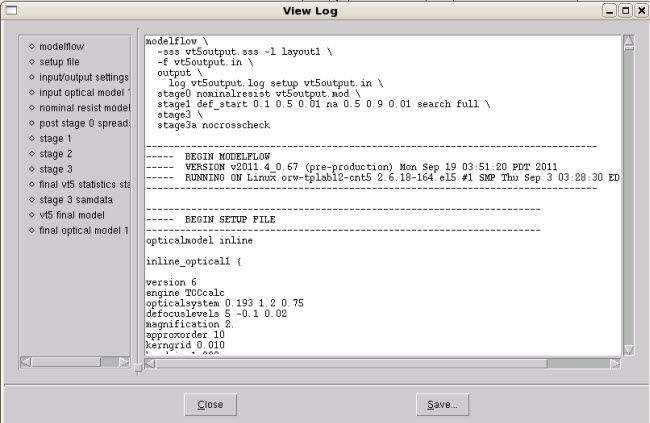 View Log
modelflow
setup file
input/output settings
input optical model
nominal resist model
post stage 0 spread
stage 1
stage 2
stage 3
final vt5 statistics sta
stage 3 samdata
vt5 final model
final optical model 1
modelflow \
-sss vt5output.sss -l layout1 \
-f vt5output.in \
output \
log vt5output.log setup vt5output.in \
stage0 nominalresist vt5output.mod \
stage1 def_start 0.1 0.5 0.01 na 0.5 0.9 0.01 search full \
stage3 \
stage3a nocrosscheck
--------------------------------------------------------------------------------
----- BEGIN MODELFLOW
----- VERSION v2011.4_0.67 (pre-production) Mon Sep 19 03:51:20 PDT 2011
----- RUNNING ON Linux orw-tplab12-cnt5 2.6.18-164.el5 #1 SMP Thu Sep 3 03:28:30 ED
--------------------------------------------------------------------------------
----------------------------------------------------------------------
----- BEGIN SETUP FILE
----------------------------------------------------------------------
opticalmodel inline
inline_optical1 {
version 6
engine TCCcalc
opticalsystem 0.193 1.2 0.75
defocuslevels 5 -0.1 0.02
magnification 2.
approxorder 10
kerngrid 0.010
Close
Save...